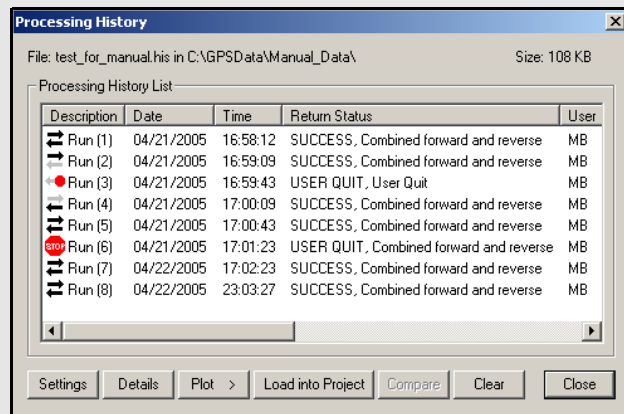 Processing History
File: test_for_manual.his in C:\GPSData\Manual_Data\ Size: 108 KB
Processing History List
Description Date Time Return Status User
Run (1) 04/21/2005 16:58:12 SUCCESS, Combined forward and reverse MB
Run (2) 04/21/2005 16:59:09 SUCCESS, Combined forward and reverse MB
Run (3) 04/21/2005 16:59:43 USER QUIT, User Quit MB
Run (4) 04/21/2005 17:00:09 SUCCESS, Combined forward and reverse MB
Run (5) 04/21/2005 17:00:43 SUCCESS, Combined forward and reverse MB
STOP Run (6) 04/21/2005 17:01:23 USER QUIT, Combined forward and reverse MB
Run (7) 04/22/2005 17:02:23 SUCCESS, Combined forward and reverse MB
Run (8) 04/22/2005 23:03:27 SUCCESS, Combined forward and reverse MB
Settings Details Plot > Load into Project Compare Clear Close